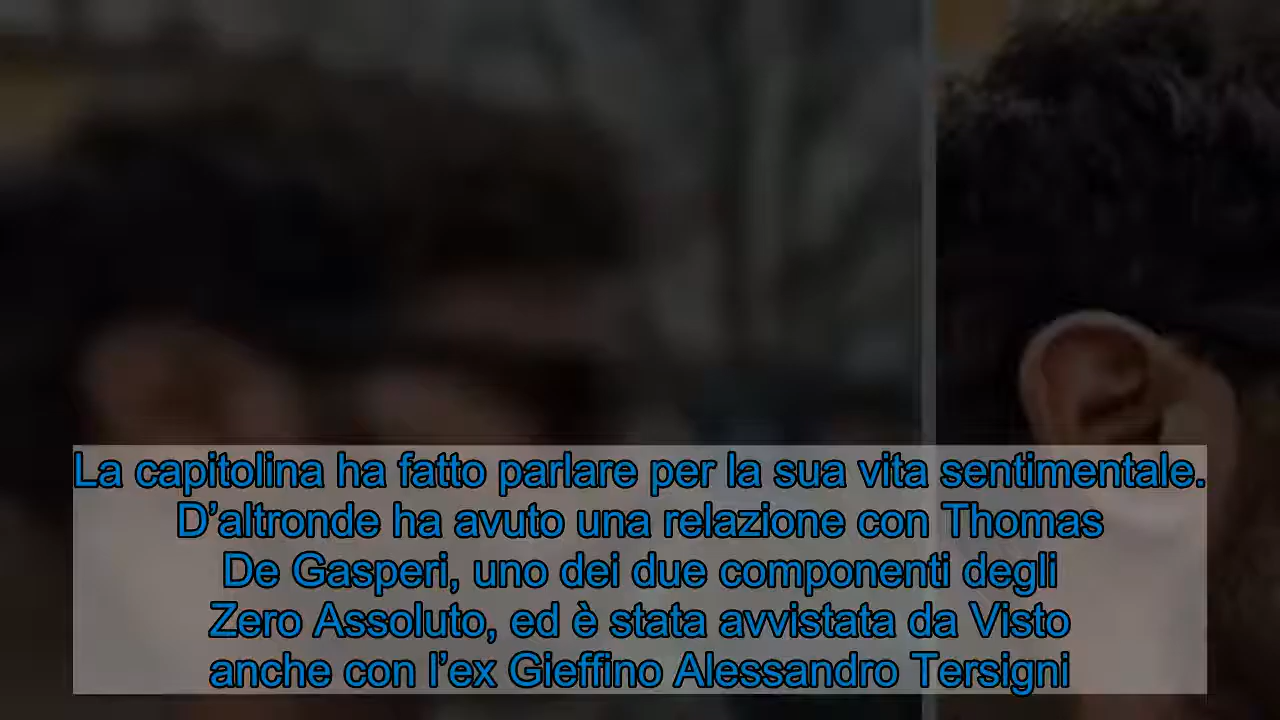 La capitolina ha fatto parlare per la sua vita sentimentale.
D’altronde ha avuto una relazione con Thomas
De Gasperi, uno dei due componenti degli
Zero Assoluto, ed è stata avvistata da Visto
anche con l’ex Gieffino Alessandro Tersigni